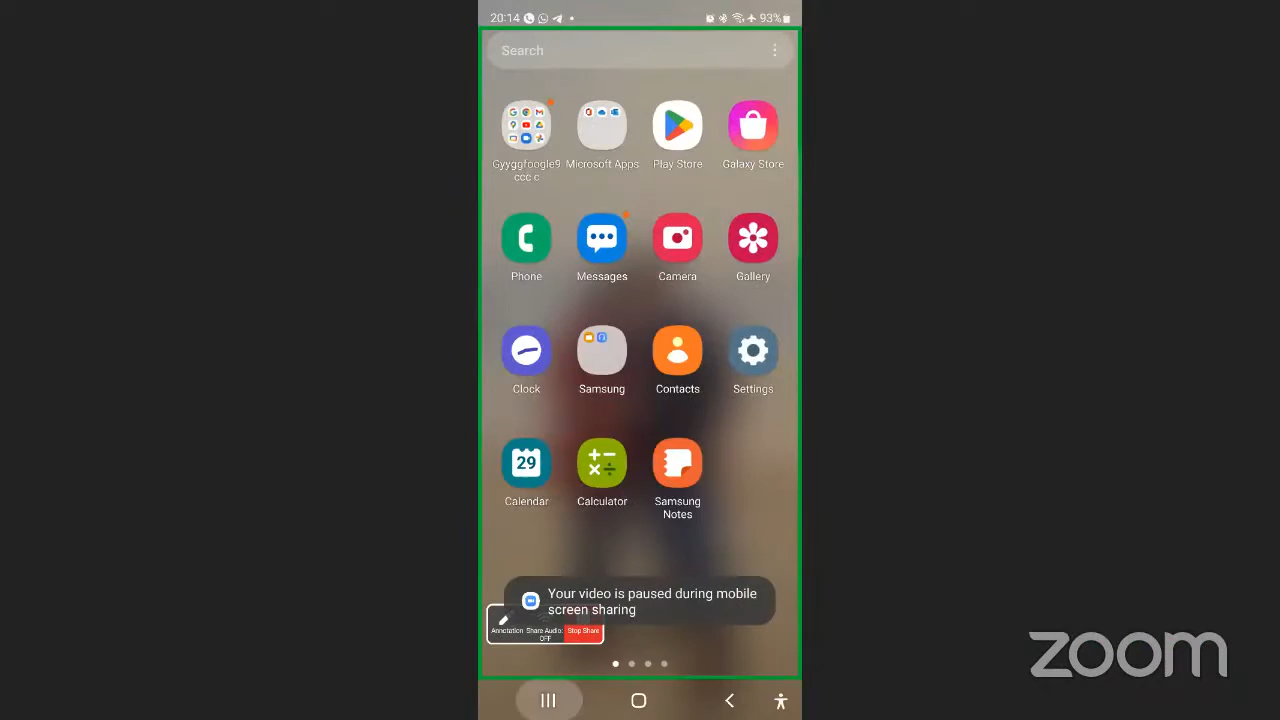 20:14
93%
Search
Gyyggfoogle9
ccc c
Microsoft Apps
Play Store
Galaxy Store
Phone
Messages
Camera
Gallery
Clock
Samsung
Contacts
Settings
29
Calendar
Calculator
Samsung
Notes
Your video is paused during mobile
screen sharing
Annotation
Share Audio:
OFF
Stop Share
zoom